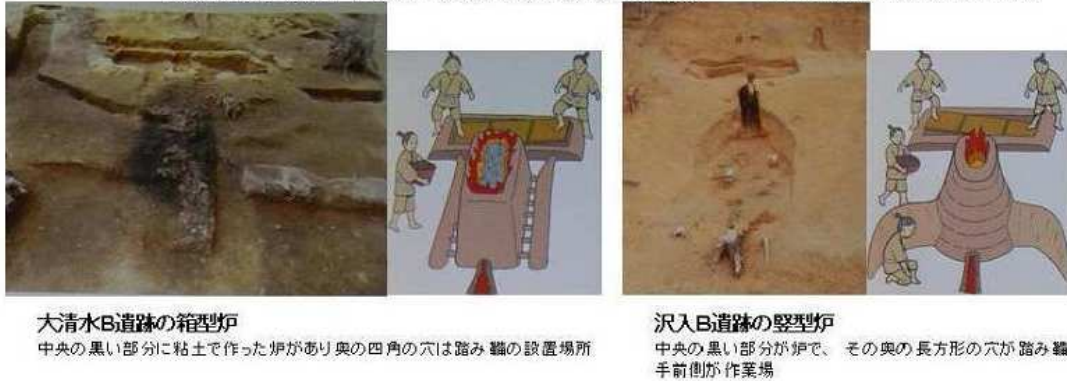 大清水B遺跡の箱型炉
中央の黒い部分に粘土で作った炉があり奥の四角の穴は踏み鞴の設置場所
沢入B遺跡の竪型炉
中央の黒い部分が炉で、 その奥の長方形の穴が踏み鞴
手前側が作業場